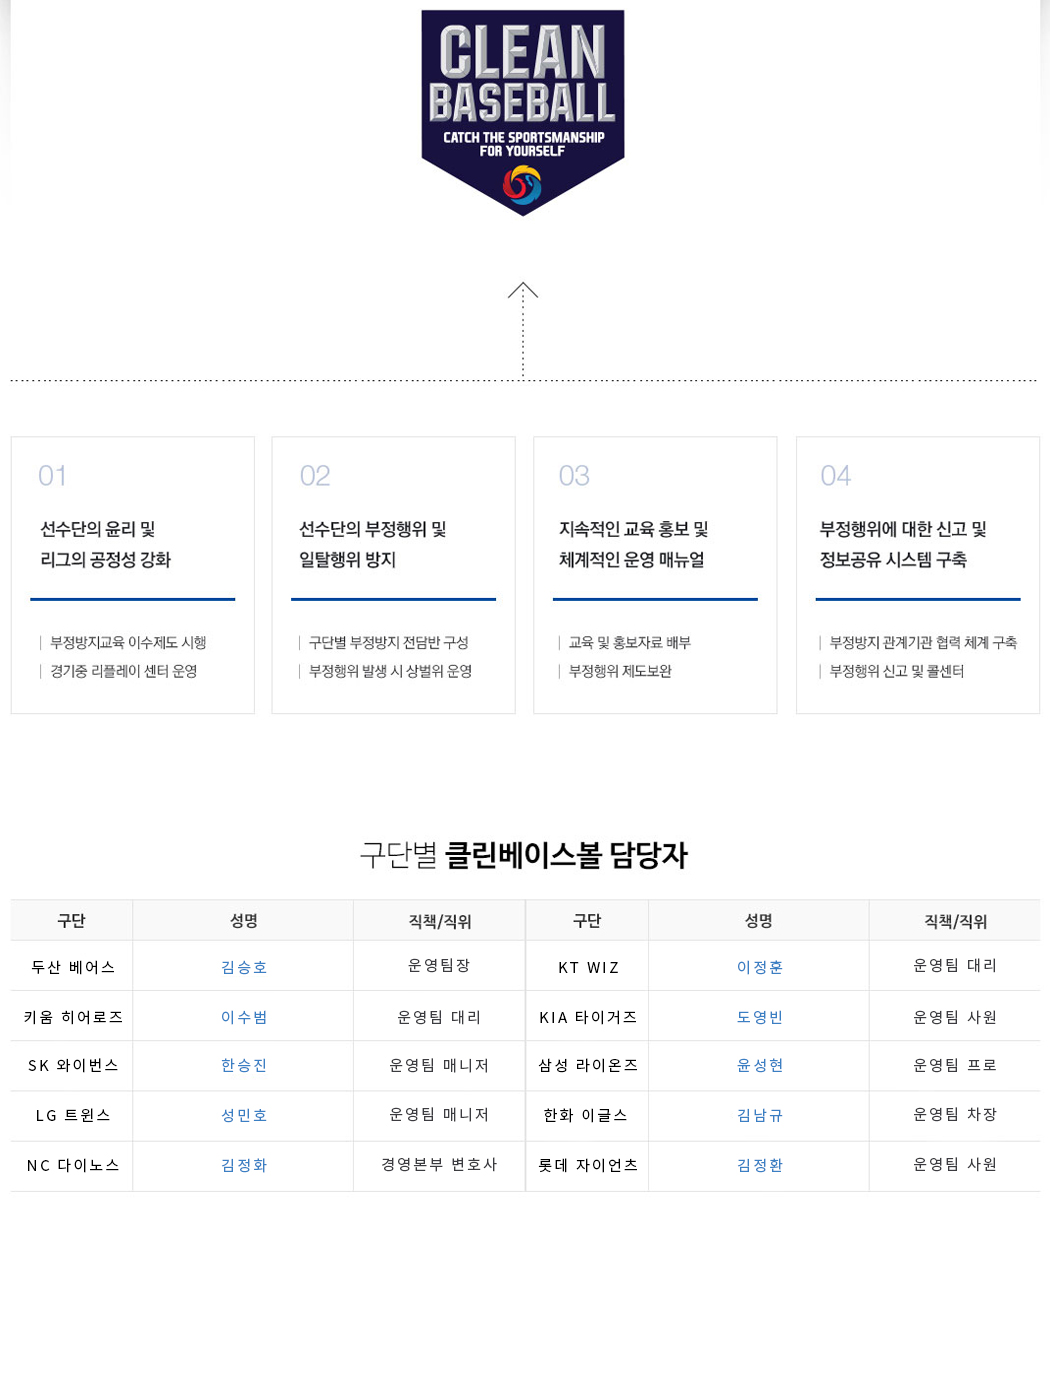 CLEAN
BASEBALL
CATCH THE SPORTSMANSHIP
FOR YOURSELF
01
선수단의 윤리 및
리그의 공정성 강화
부정방지교육 이수제도 시행
경기중 리플레이 센터 운영
02
선수단의 부정행위 및
일탈행위 방지
구단별 부정방지 전담반 구성
부정행위 발생 시 상벌위 운영
03
지속적인 교육 홍보 및
체계적인 운영 매뉴얼
교육 및 홍보자료 배부
부정행위 제도보완
04
부정행위에 대한 신고 및
정보공유 시스템 구축
부정방지 관계기관 협력 체계 구축
부정행위 신고 및 콜센터
구단별 클린베이스볼 담당자
구단 성명 직책/직위 구단 성명 직책/직위
두산 베어스 김승호 운영팀장 KT WIZ 이정훈 운영팀 대리
키움 히어로즈 이수범 운영팀 대리 KIA 타이거즈 도영빈 운영팀 사원
SK 와이번스 한승진 운영팀 매니저 삼성 라이온즈 윤성현 운영팀 프로
LG 트윈스 성민호 운영팀 매니저 한화 이글스 김남규 운영팀 차장
NC 다이노스 김정화 경영본부 변호사 롯데 자이언츠 김정환 운영팀 사원